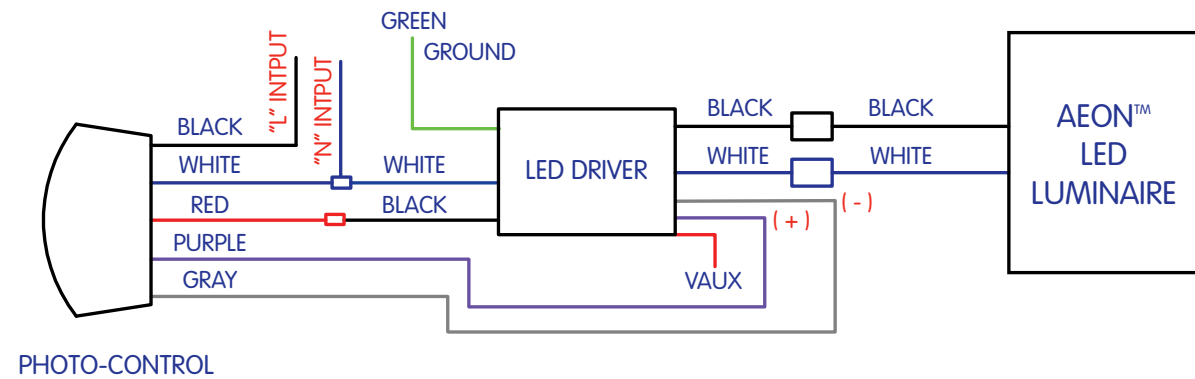 GREEN
GROUND
"L" INTPUT
"N" INTPUT
BLACK
WHITE
RED
PURPLE
GRAY
WHITE
BLACK
LED DRIVER
BLACK
BLACK
WHITE
WHITE
( - )
( + )
VAUX
AEON™
LED
LUMINAIRE
PHOTO-CONTROL